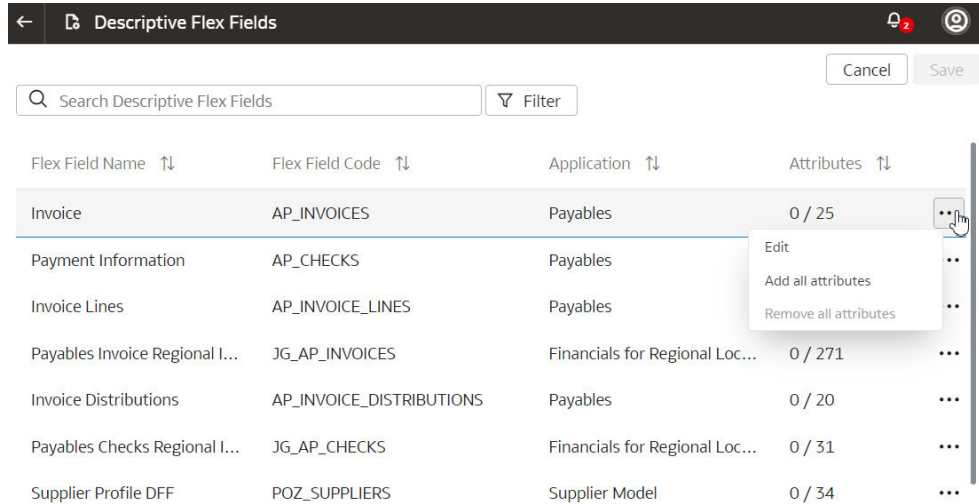 Descriptive Flex Fields
2
Cancel Save
Search Descriptive Flex Fields Filter
Flex Field Name Flex Field Code Application Attributes
Invoice AP_INVOICES Payables 0 / 25
Edit
Payment Information AP_CHECKS Payables
Add all attributes
Invoice Lines AP_INVOICE_LINES Payables
Remove all attributes
Payables Invoice Regional I... JG_AP_INVOICES Financials for Regional Loc... 0 / 271
Invoice Distributions AP_INVOICE_DISTRIBUTIONS Payables 0 / 20
Payables Checks Regional I... JG_AP_CHECKS Financials for Regional Loc... 0 / 31
Supplier Profile DFF POZ_SUPPLIERS Supplier Model 0 / 34